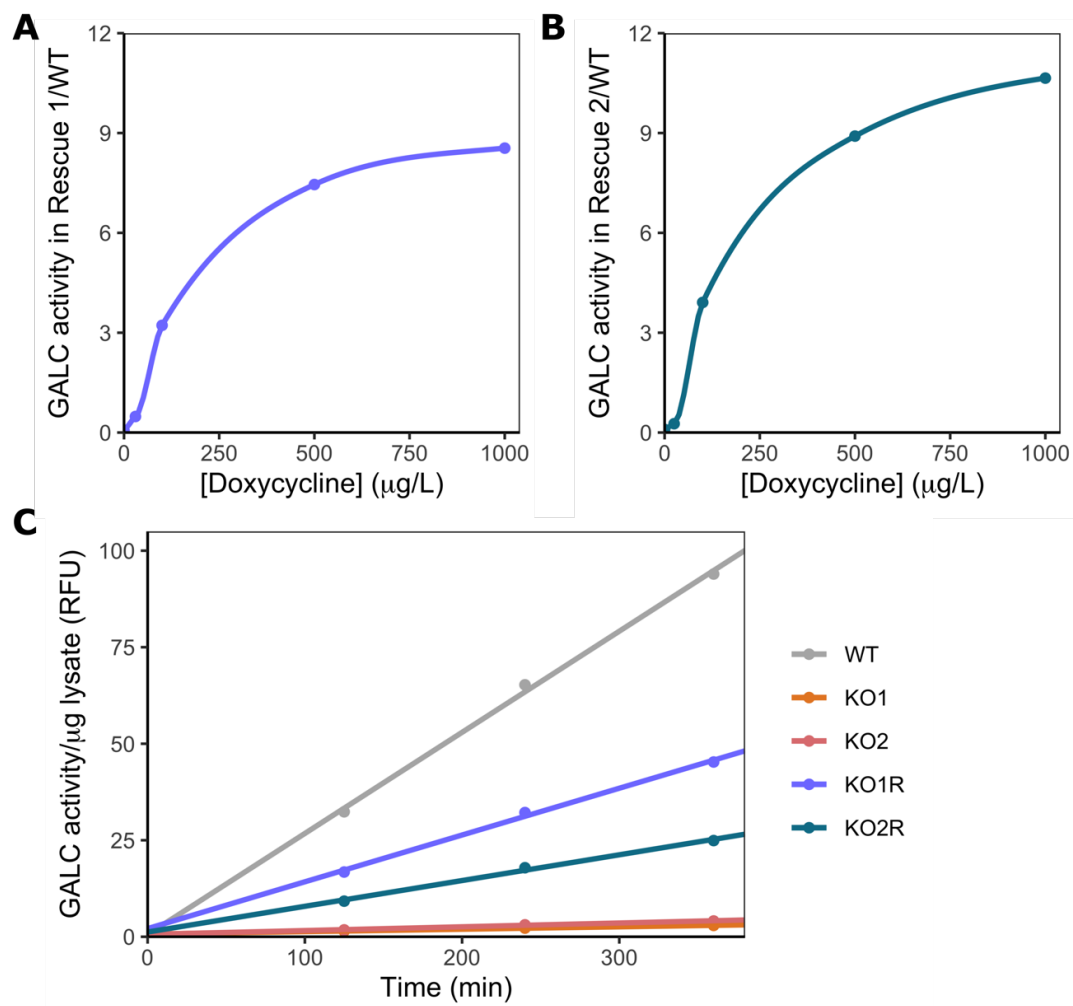 A
GALC activity in Rescue 1/WT
12
9
6
3
0
0 250 500 750 1000
[Doxycycline] (μg/L)
B
GALC activity in Rescue 2/WT
12
9
6
3
0
0 250 500 750 1000
[Doxycycline] (μg/L)
C
GALC activity/μg lysate (RFU)
100
75
50
25
0
0 100 200 300
Time (min)
WT
KO1
KO2
KO1R
KO2R